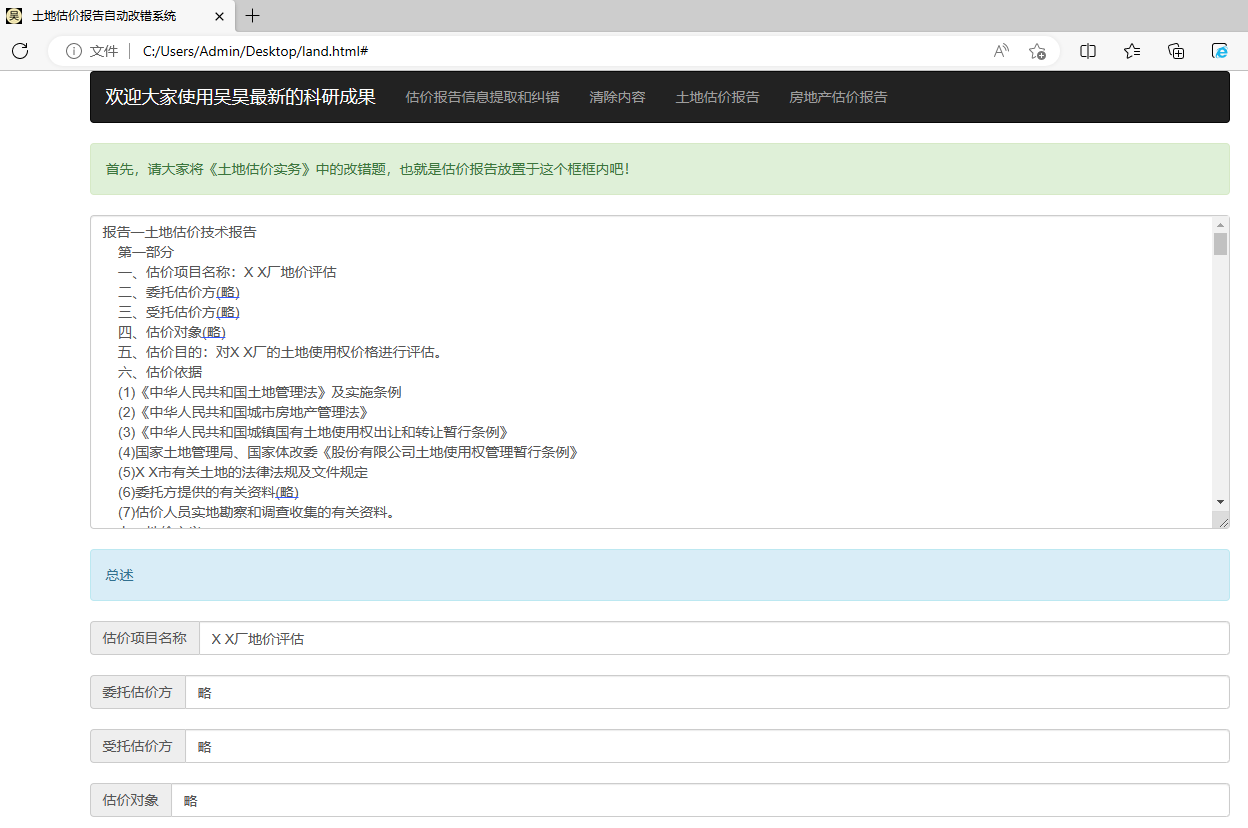 吴 土地估价报告自动改错系统
文件 C:/Users/Admin/Desktop/land.html#
欢迎大家使用吴昊最新的科研成果 估价报告信息提取和纠错 清除内容 土地估价报告 房地产估价报告
首先，请大家将《土地估价实务》中的改错题，也就是估价报告放置于这个框框内吧！
报告一土地估价技术报告
第一部分
一、估价项目名称：X X厂地价评估
二、委托估价方(略)
三、受托估价方(略)
四、估价对象(略)
五、估价目的：对X X厂的土地使用权价格进行评估。
六、估价依据
(1)《中华人民共和国土地管理法》及实施条例
(2)《中华人民共和国城市房地产管理法》
(3)《中华人民共和国城镇国有土地使用权出让和转让暂行条例》
(4)国家土地管理局、国家体改委《股份有限公司土地使用权管理暂行条例》
(5)X X市有关土地的法律法规及文件规定
(6)委托方提供的有关资料(略)
(7)估价人员实地勘察和调查收集的有关资料。
总述
估价项目名称 X X厂地价评估
委托估价方 略
受托估价方 略
估价对象 略